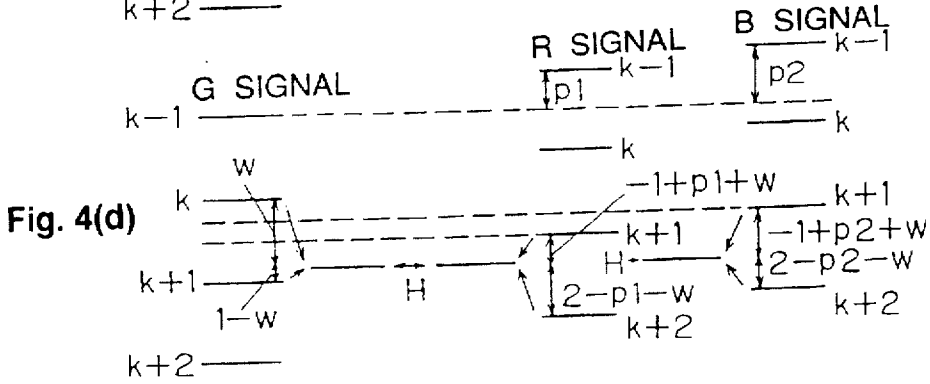 k+2
G SIGNAL
R SIGNAL
B SIGNAL
k-1
k-1
k-1
p1
p2
k
k
w
k
-1+p1+w
k+1
Fig. 4(d)
k+1
-1+p2+w
H
H
k+1
2-p1-w
2-p2-w
1-w
k+2
k+2
k+2